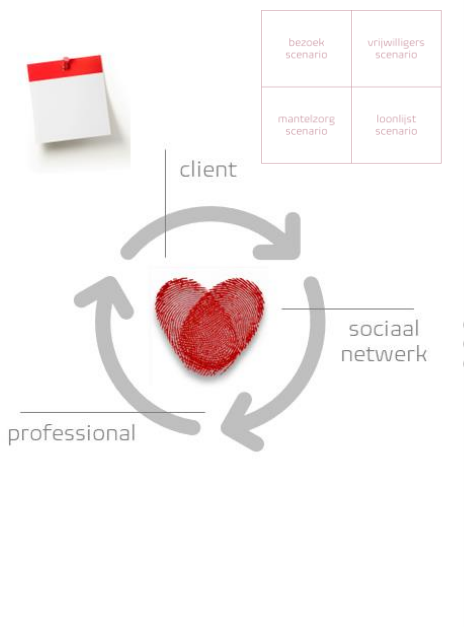 bezoek
scenario
vrijwilligers
scenario
mantelzorg
scenario
loonlijst
scenario
client
sociaal
netwerk
professional